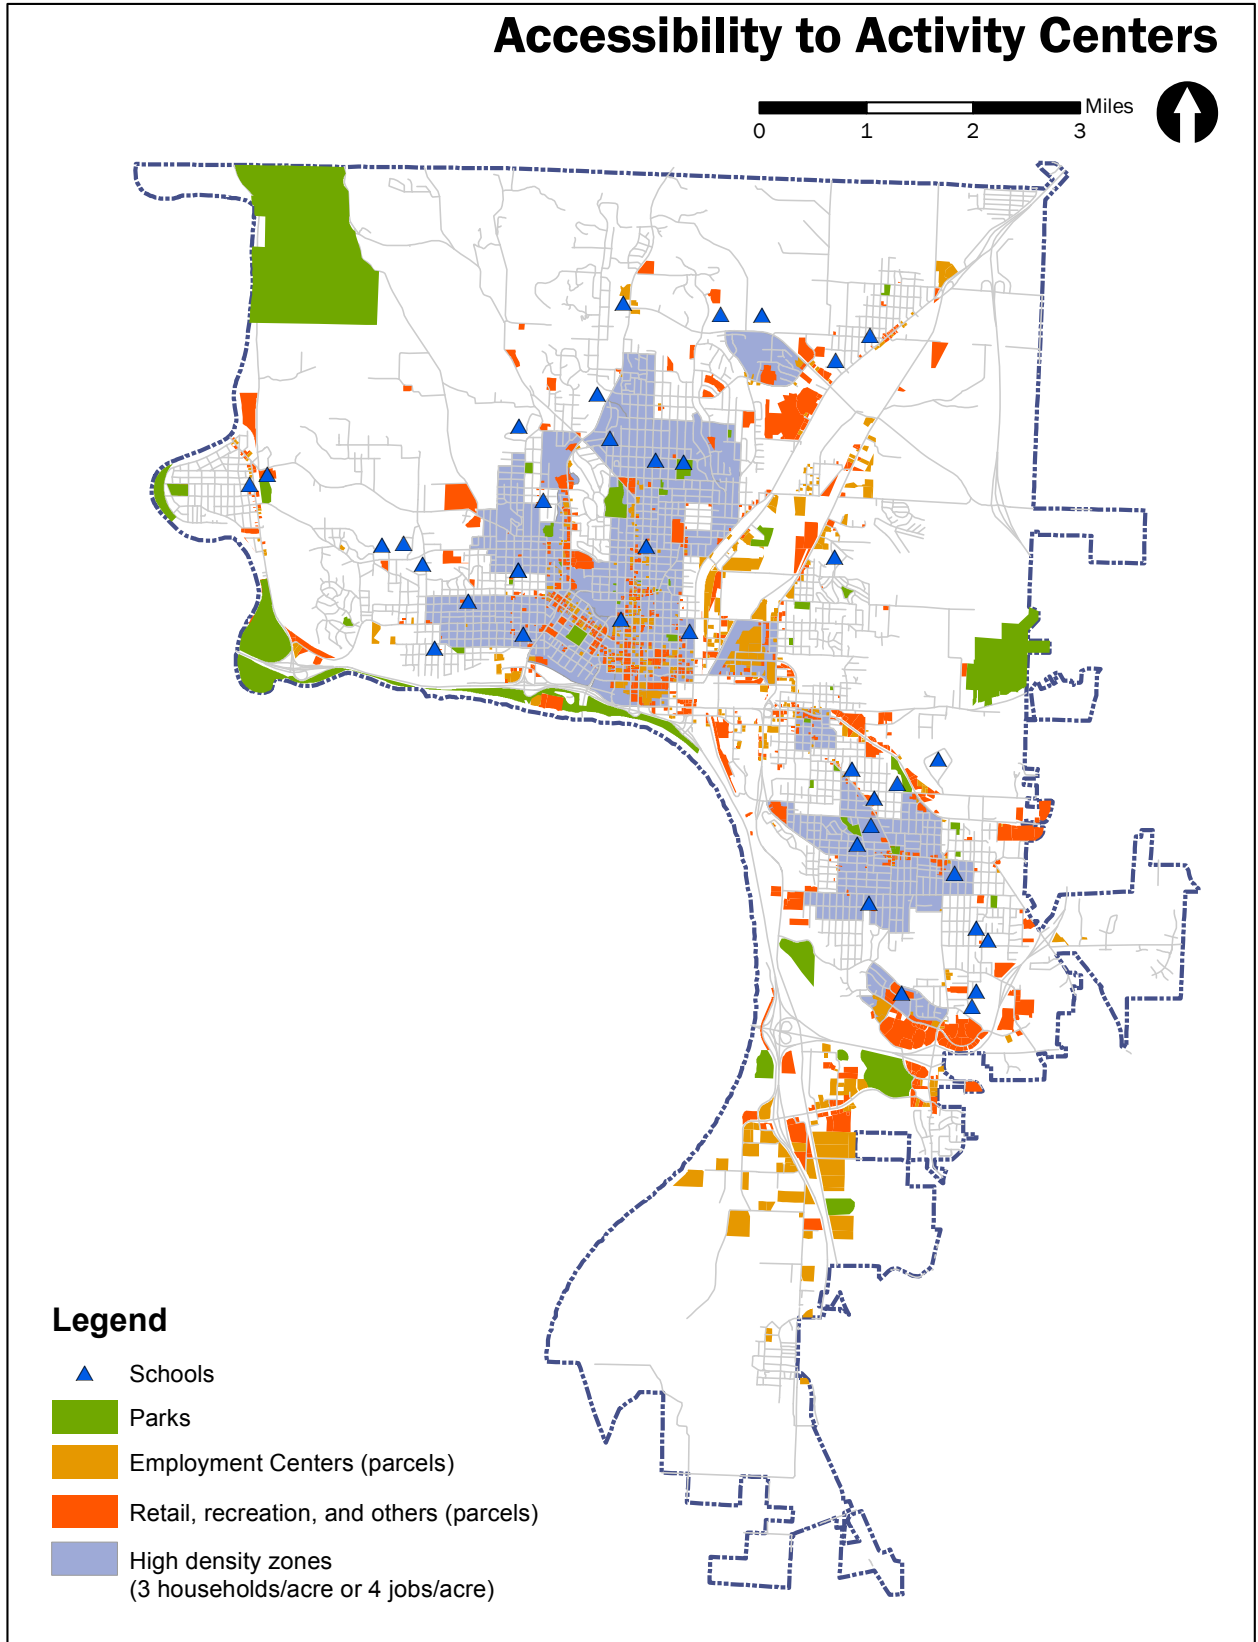 Accessibility to Activity Centers
Miles
0 1 2 3
Legend
Schools
Parks
Employment Centers (parcels)
Retail, recreation, and others (parcels)
High density zones
(3 households/acre or 4 jobs/acre)